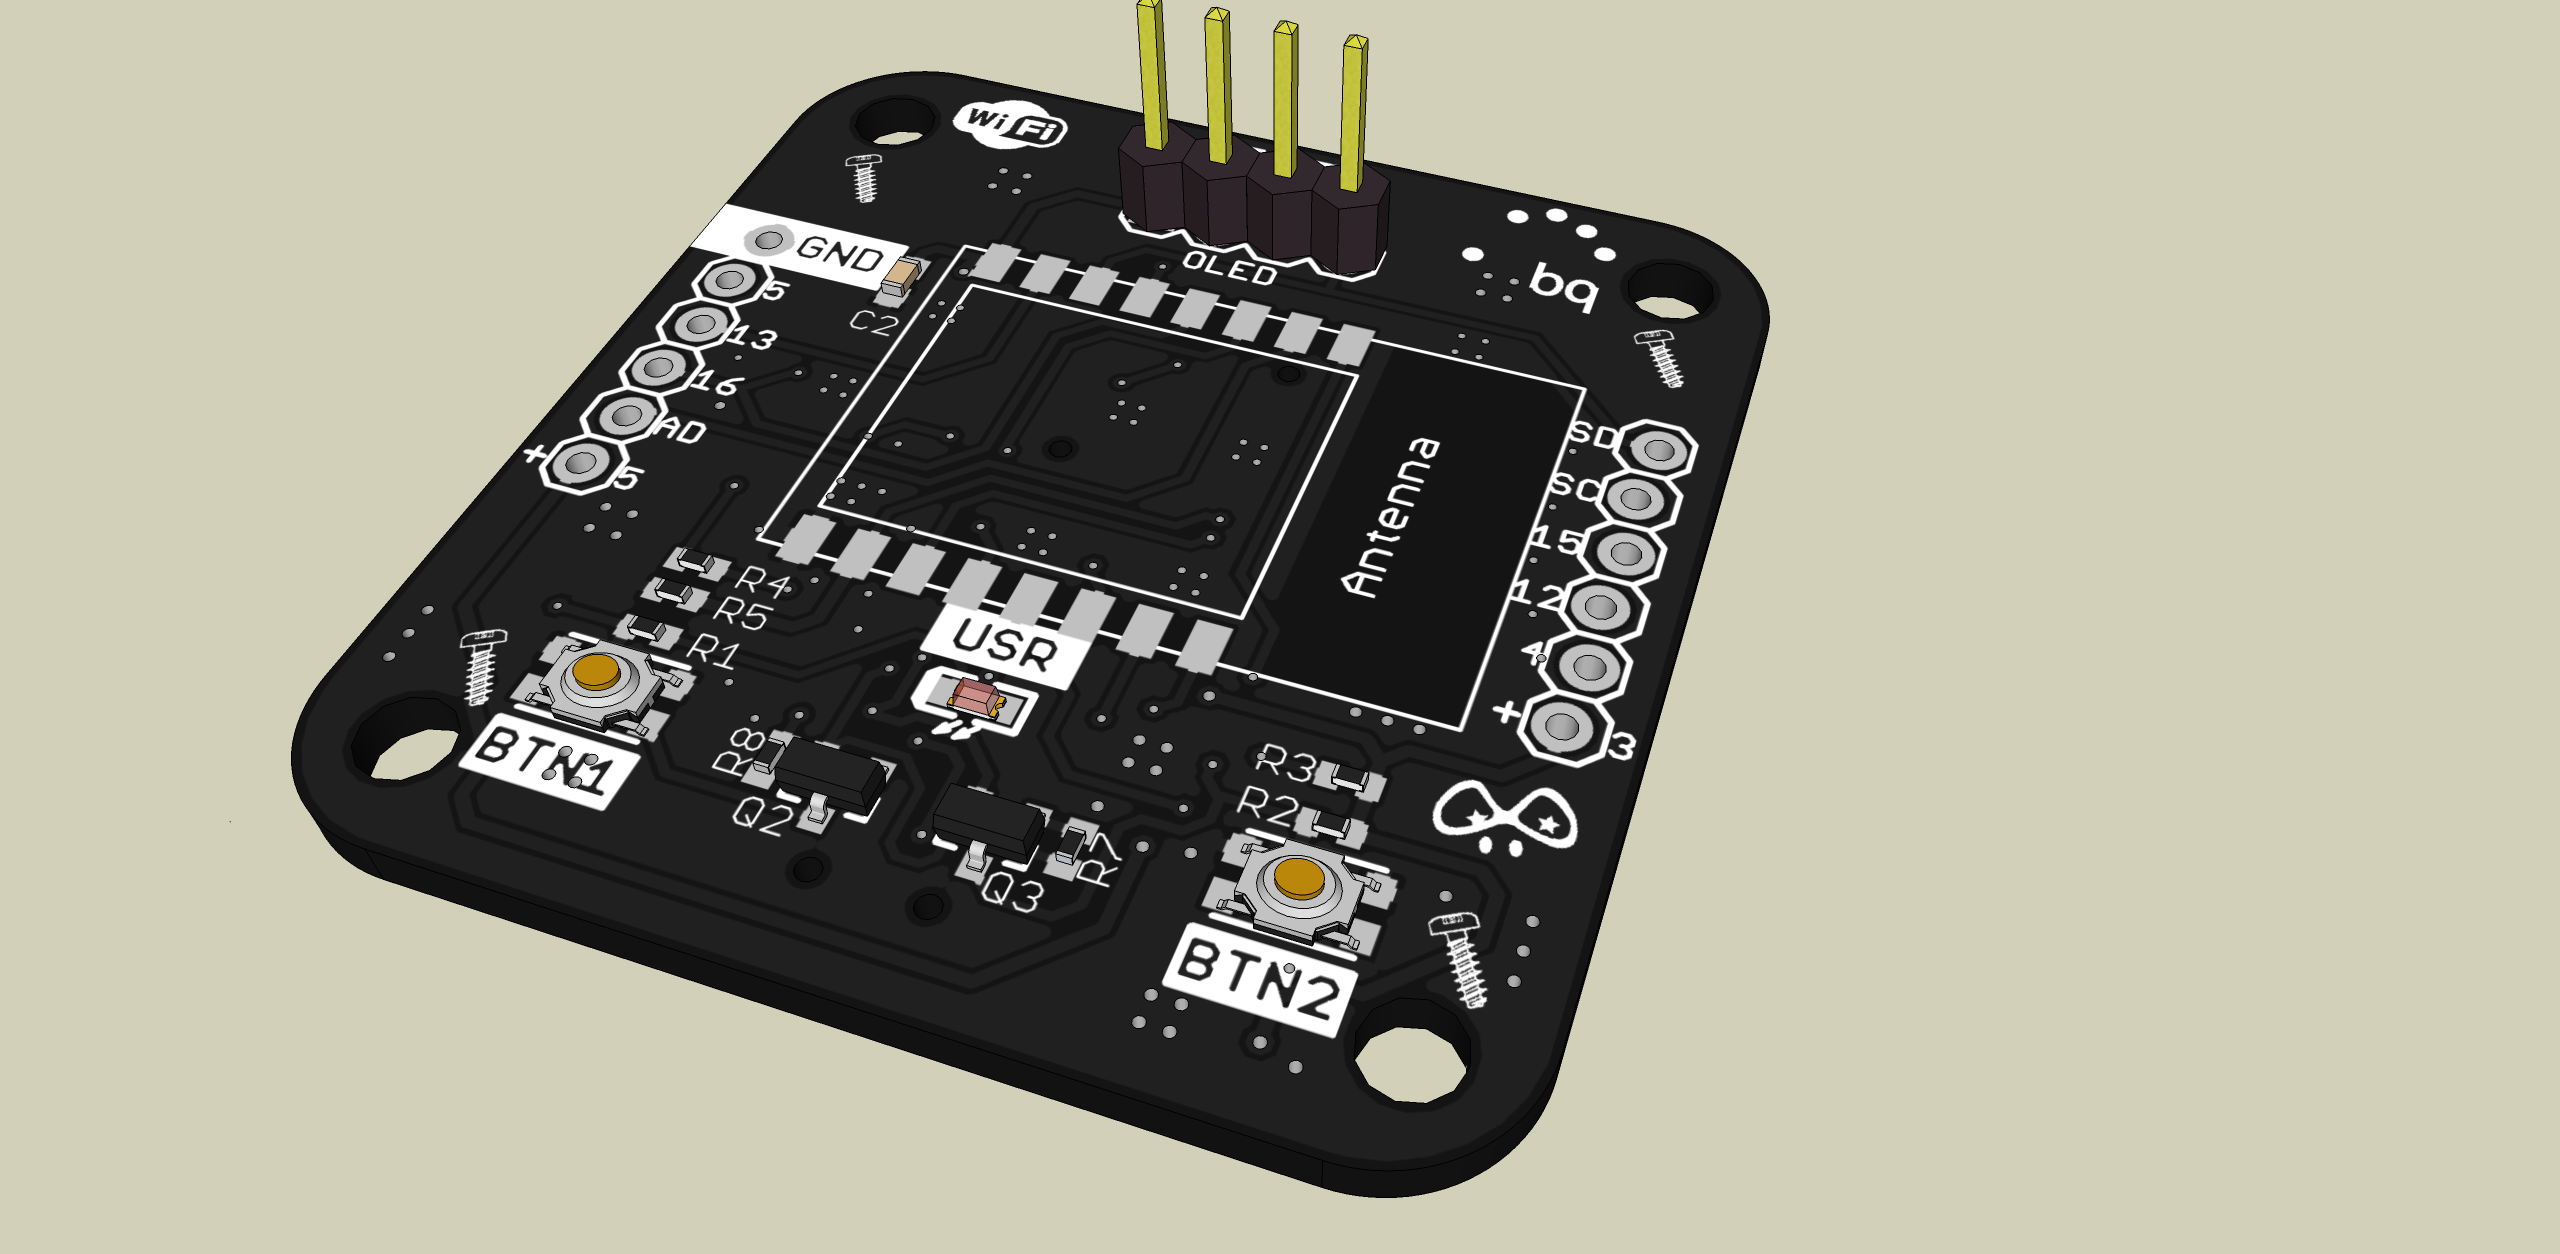 WiFi
GND
5
13
16
AD
+ 5
C2
OLED
bq
Antenna
SD
SC
15
12
4
+ 3
R4
R5
R1
BTN1
USR
R8
Q2
Q3
R7
R3
R2
BTN2